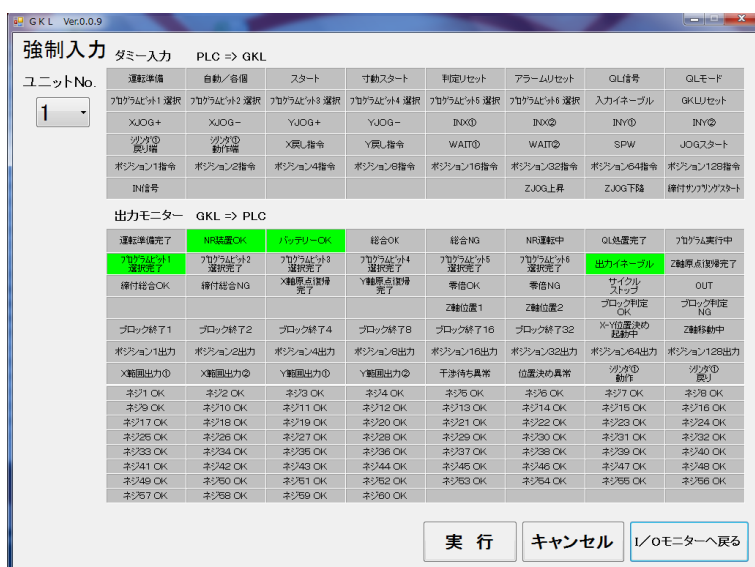 GKL Ver.0.0.9
強制入力 ダミー入力 PLC => GKL
ユニットNo.
1
運転準備 自動/各個 スタート 寸動スタート 判定リセット アラームリセット QL信号 QLモード
プログラムビット1 選択 プログラムビット2 選択 プログラムビット3 選択 プログラムビット4 選択 プログラムビット5 選択 プログラムビット6 選択 入力イネーブル GKLリセット
XJOG+ XJOG- YJOG+ YJOG- INX① INX② INY① INY②
シリンダ① 戻り端 シリンダ① 動作端 X戻し指令 Y戻し指令 WAIT① WAIT② SPW JOGスタート
ポジション1指令 ポジション2指令 ポジション4指令 ポジション8指令 ポジション16指令 ポジション32指令 ポジション64指令 ポジション128指令
IN信号 ZJOG上昇 ZJOG下降 締付サンプリングスタート
出力モニター GKL => PLC
運転準備完了 NR装置OK バッテリーOK 総合OK 総合NG NR運転中 QL処置完了 プログラム実行中
プログラムビット1 選択完了 プログラムビット2 選択完了 プログラムビット3 選択完了 プログラムビット4 選択完了 プログラムビット5 選択完了 プログラムビット6 選択完了 出力イネーブル Z軸原点復帰完了
締付総合OK 締付総合NG X軸原点復帰 完了 Y軸原点復帰 完了 零倍OK 零倍NG サイクル ストップ OUT
Z軸位置1 Z軸位置2 ブロック判定 OK ブロック判定 NG
ブロック終了1 ブロック終了2 ブロック終了4 ブロック終了8 ブロック終了16 ブロック終了32 X-Y位置決め 起動中 Z軸移動中
ポジション1出力 ポジション2出力 ポジション4出力 ポジション8出力 ポジション16出力 ポジション32出力 ポジション64出力 ポジション128出力
X範囲出力① X範囲出力② Y範囲出力① Y範囲出力② 干渉待ち異常 位置決め異常 シリンダ① 動作 シリンダ① 戻り
ネジ1 OK ネジ2 OK ネジ3 OK ネジ4 OK ネジ5 OK ネジ6 OK ネジ7 OK ネジ8 OK
ネジ9 OK ネジ10 OK ネジ11 OK ネジ12 OK ネジ13 OK ネジ14 OK ネジ15 OK ネジ16 OK
ネジ17 OK ネジ18 OK ネジ19 OK ネジ20 OK ネジ21 OK ネジ22 OK ネジ23 OK ネジ24 OK
ネジ25 OK ネジ26 OK ネジ27 OK ネジ28 OK ネジ29 OK ネジ30 OK ネジ31 OK ネジ32 OK
ネジ33 OK ネジ34 OK ネジ35 OK ネジ36 OK ネジ37 OK ネジ38 OK ネジ39 OK ネジ40 OK
ネジ41 OK ネジ42 OK ネジ43 OK ネジ44 OK ネジ45 OK ネジ46 OK ネジ47 OK ネジ48 OK
ネジ49 OK ネジ50 OK ネジ51 OK ネジ52 OK ネジ53 OK ネジ54 OK ネジ55 OK ネジ56 OK
ネジ57 OK ネジ58 OK ネジ59 OK ネジ60 OK
実 行 キャンセル I/Oモニターへ戻る